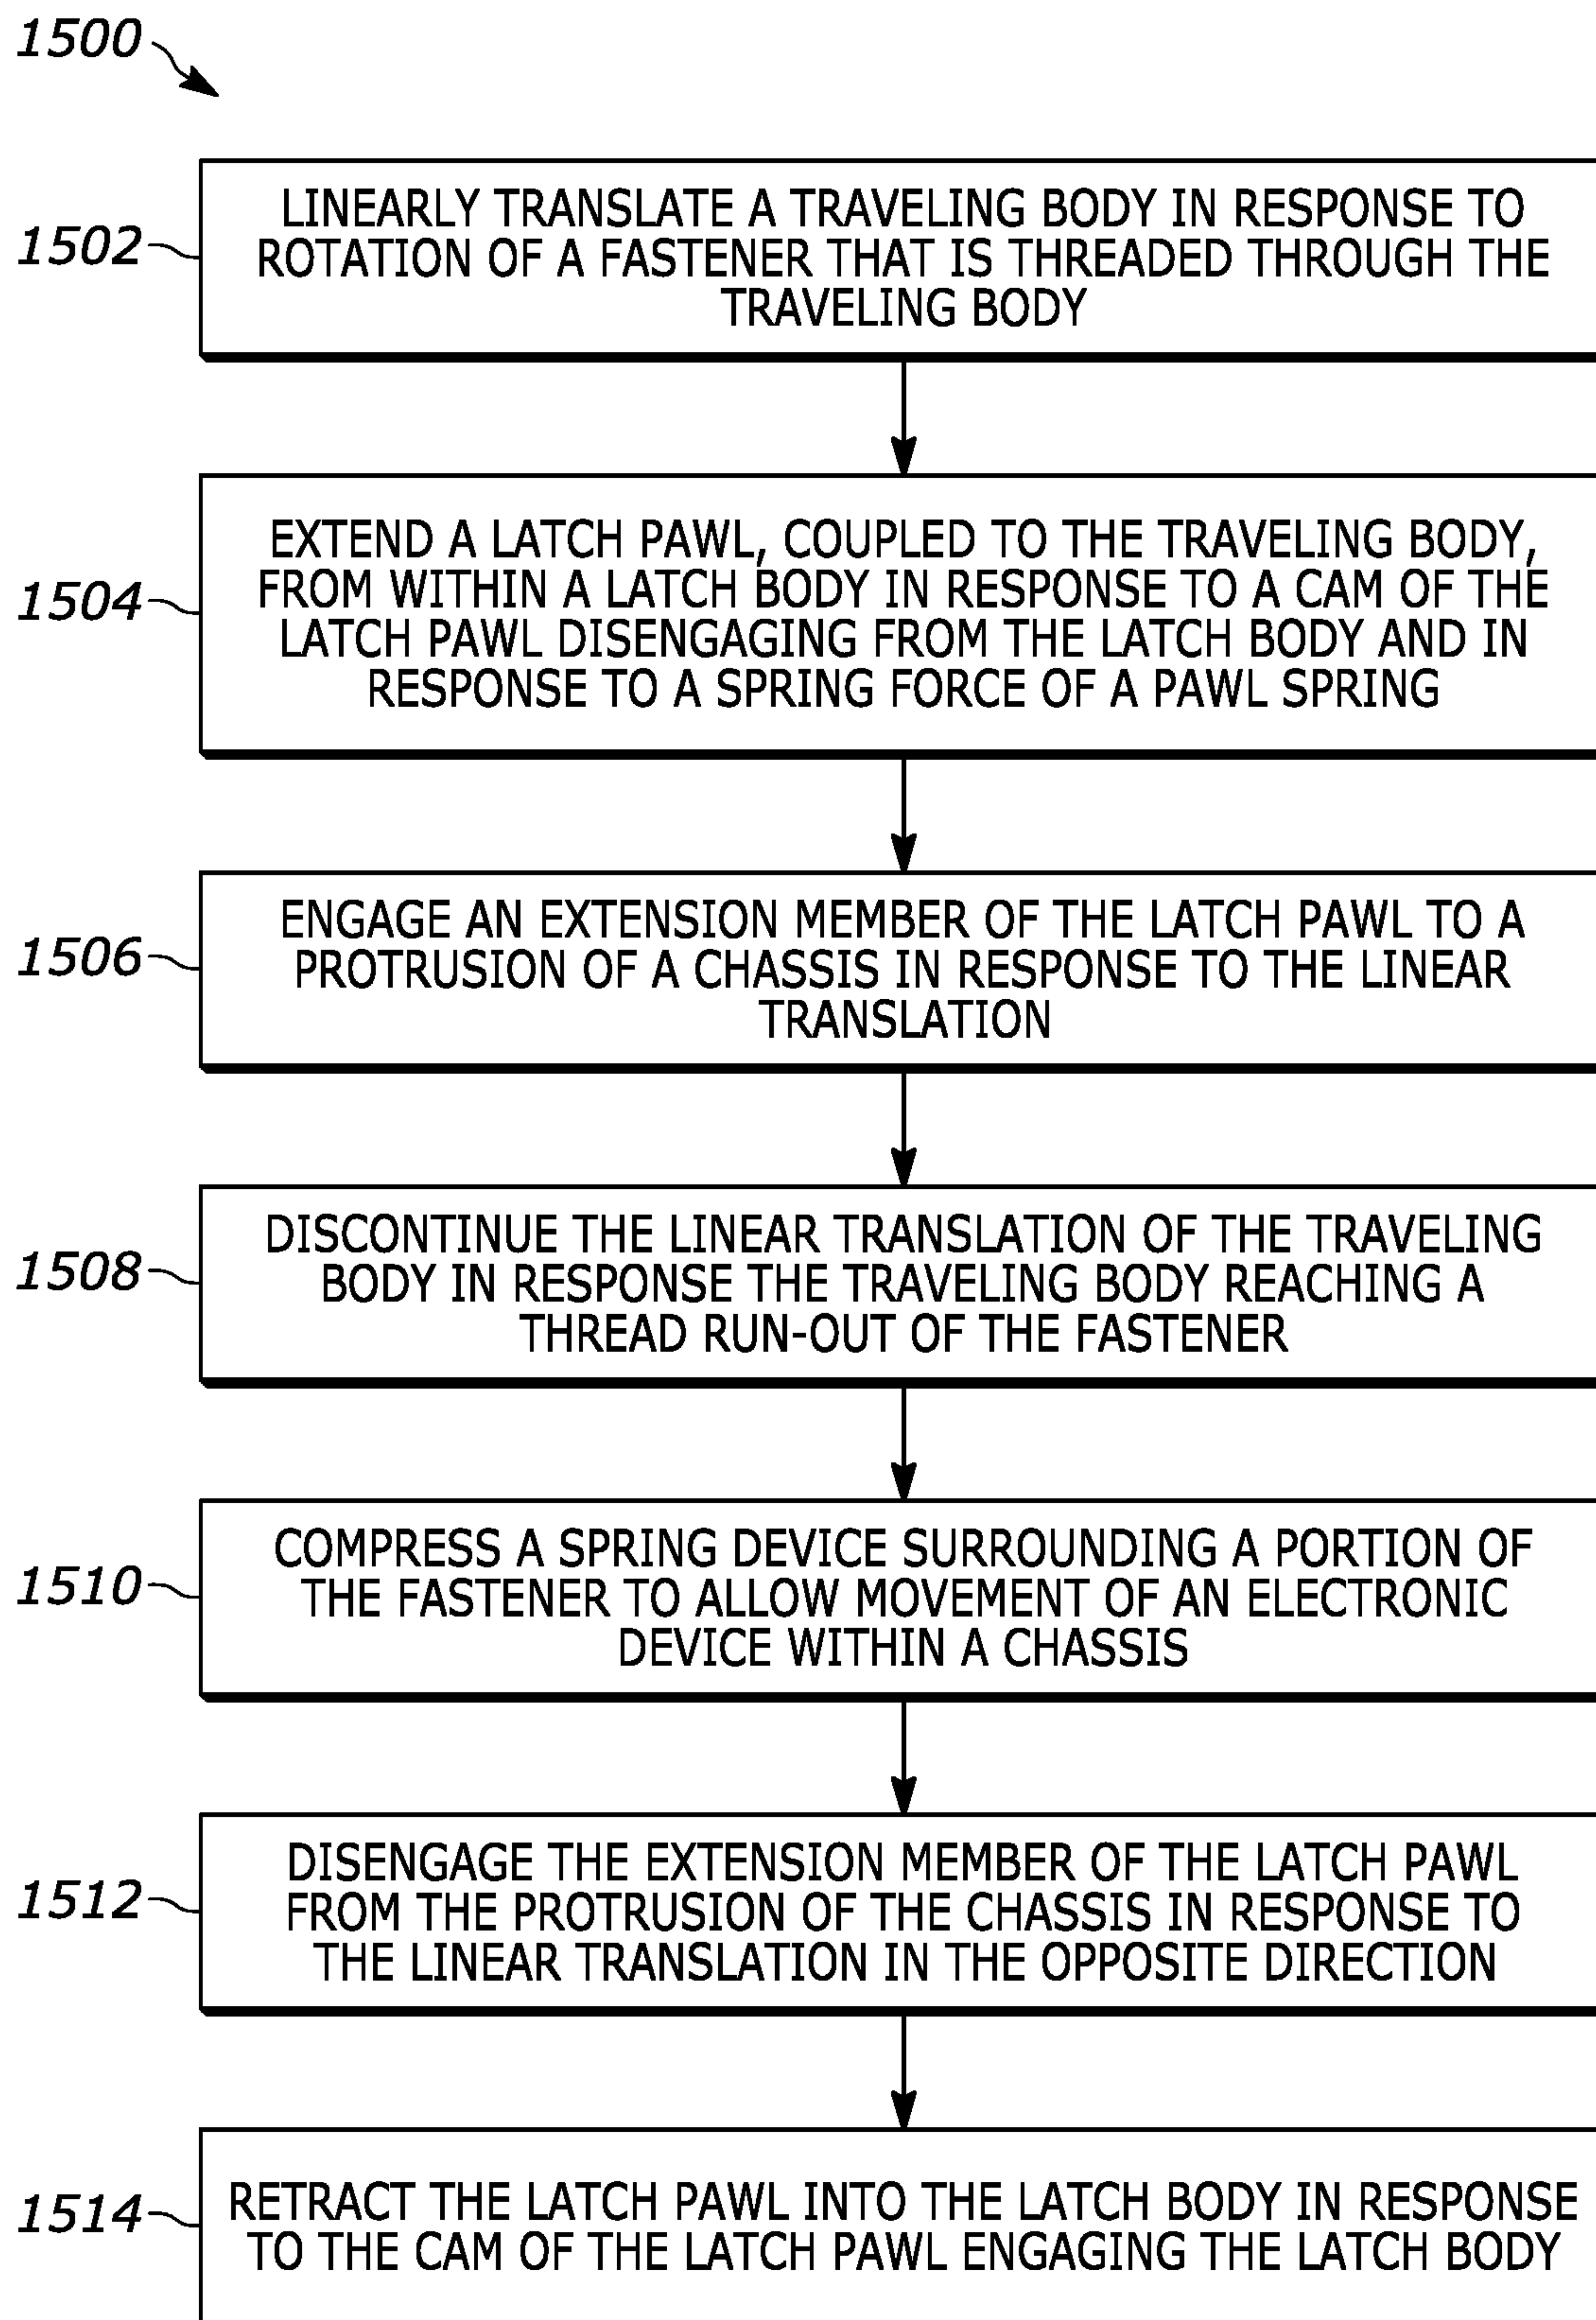 1500
1502
LINEARLY TRANSLATE A TRAVELING BODY IN RESPONSE TO
ROTATION OF A FASTENER THAT IS THREADED THROUGH THE
TRAVELING BODY
1504
EXTEND A LATCH PAWL, COUPLED TO THE TRAVELING BODY,
FROM WITHIN A LATCH BODY IN RESPONSE TO A CAM OF THE
LATCH PAWL DISENGAGING FROM THE LATCH BODY AND IN
RESPONSE TO A SPRING FORCE OF A PAWL SPRING
1506
ENGAGE AN EXTENSION MEMBER OF THE LATCH PAWL TO A
PROTRUSION OF A CHASSIS IN RESPONSE TO THE LINEAR
TRANSLATION
1508
DISCONTINUE THE LINEAR TRANSLATION OF THE TRAVELING
BODY IN RESPONSE THE TRAVELING BODY REACHING A
THREAD RUN-OUT OF THE FASTENER
1510
COMPRESS A SPRING DEVICE SURROUNDING A PORTION OF
THE FASTENER TO ALLOW MOVEMENT OF AN ELECTRONIC
DEVICE WITHIN A CHASSIS
1512
DISENGAGE THE EXTENSION MEMBER OF THE LATCH PAWL
FROM THE PROTRUSION OF THE CHASSIS IN RESPONSE TO
THE LINEAR TRANSLATION IN THE OPPOSITE DIRECTION
1514
RETRACT THE LATCH PAWL INTO THE LATCH BODY IN RESPONSE
TO THE CAM OF THE LATCH PAWL ENGAGING THE LATCH BODY